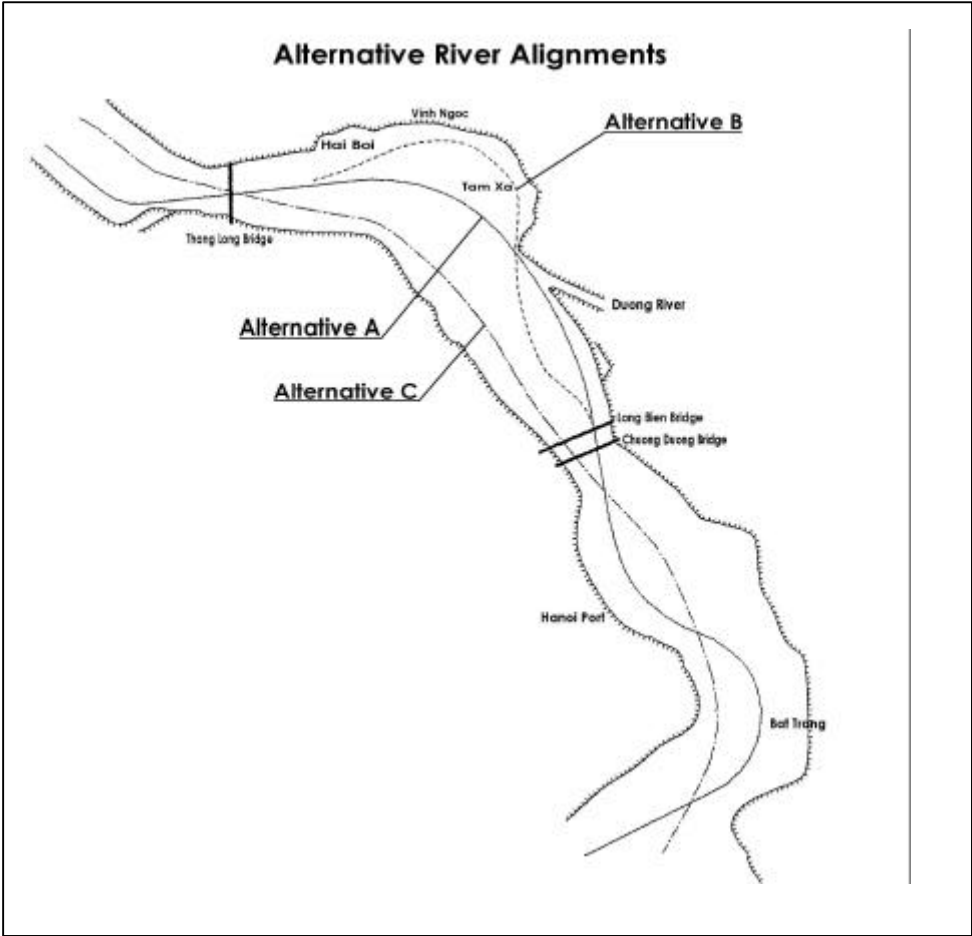 Alternative River Alignments
Vinh Ngoc
Alternative B
Hai Boi
Tam Xa
Thang Long Bridge
Duong River
Alternative A
Alternative C
Long Bien Bridge
Chuong Duong Bridge
Hanoi Port
Bat Trang